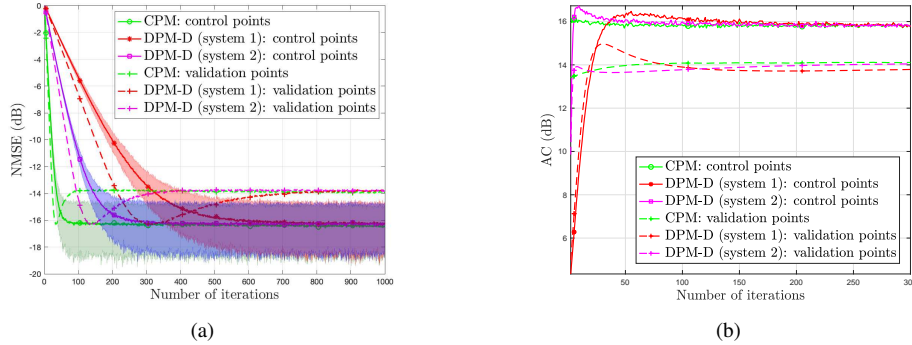 0
-2
-4
-6
-8
-10
-12
-14
-16
-18
-20
NMSE (dB)
0 100 200 300 400 500 600 700 800 900 1000
Number of iterations
CPM: control points
DPM-D (system 1): control points
DPM-D (system 2): control points
CPM: validation points
DPM-D (system 1): validation points
DPM-D (system 2): validation points
(a)
16
14
12
10
8
6
AC (dB)
50 100 150 200 250 300
Number of iterations
CPM: control points
DPM-D (system 1): control points
DPM-D (system 2): control points
CPM: validation points
DPM-D (system 1): validation points
DPM-D (system 2): validation points
(b)